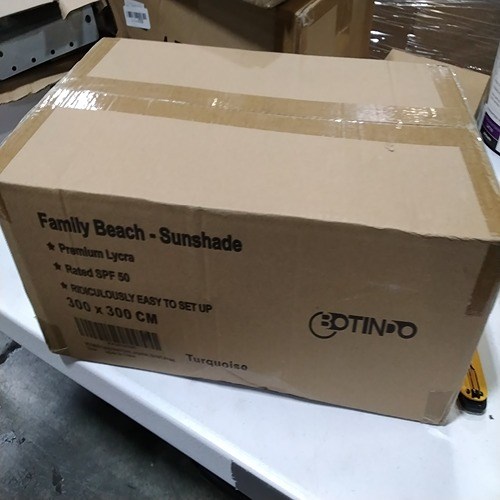 Family Beach - Sunshade
★ Premium Lycra
★ Rated SPF 50
★ RIDICULOUSLY EASY TO SET UP
300 x 300 CM
Turquoise
BOTINDO